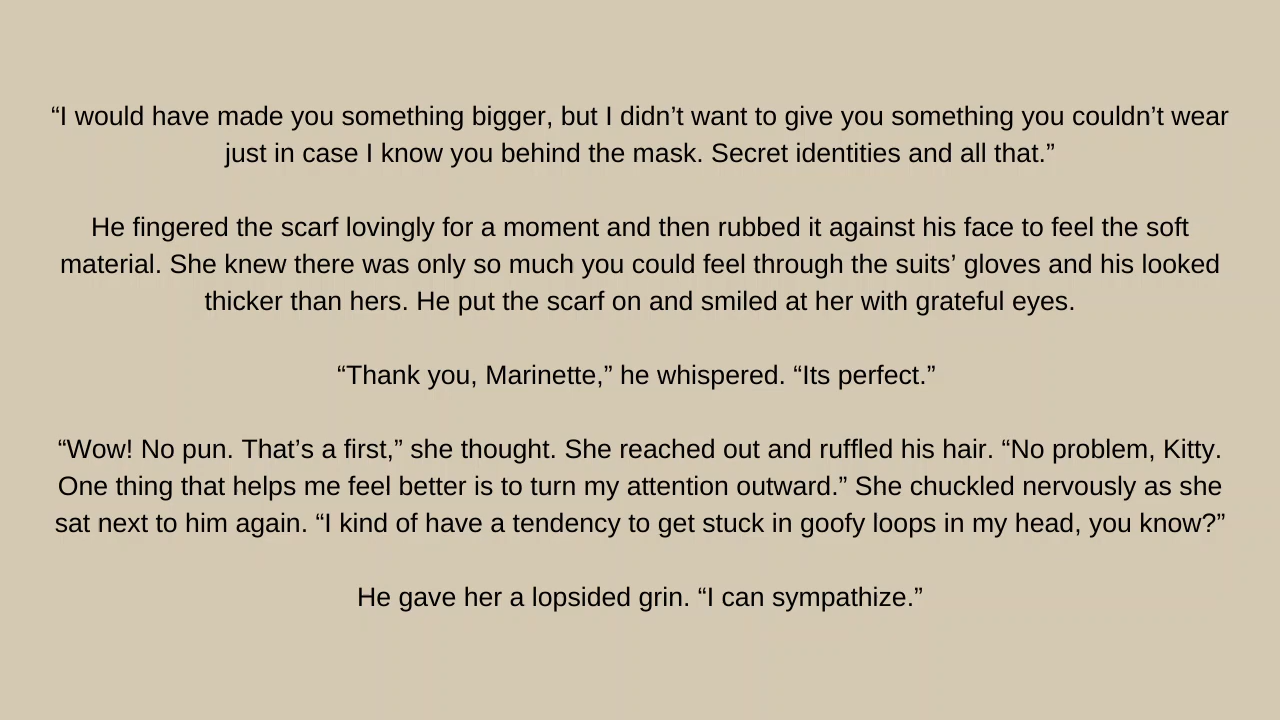 “I would have made you something bigger, but I didn’t want to give you something you couldn’t wear
just in case I know you behind the mask. Secret identities and all that.”
He fingered the scarf lovingly for a moment and then rubbed it against his face to feel the soft
material. She knew there was only so much you could feel through the suits’ gloves and his looked
thicker than hers. He put the scarf on and smiled at her with grateful eyes.
“Thank you, Marinette,” he whispered. “Its perfect.”
“Wow! No pun. That’s a first,” she thought. She reached out and ruffled his hair. “No problem, Kitty.
One thing that helps me feel better is to turn my attention outward.” She chuckled nervously as she
sat next to him again. “I kind of have a tendency to get stuck in goofy loops in my head, you know?”
He gave her a lopsided grin. “I can sympathize.”